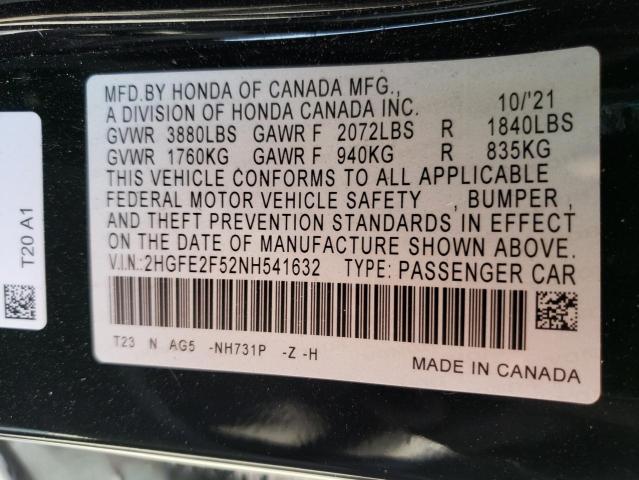 MFD.BY HONDA OF CANADA MFG.,
A DIVISION OF HONDA CANADA INC. 10/'21
GVWR 3880LBS GAWR F 2072LBS R 1840LBS
GVWR 1760KG GAWR F 940KG R 835KG
THIS VEHICLE CONFORMS TO ALL APPLICABLE
FEDERAL MOTOR VEHICLE SAFETY , BUMPER ,
AND THEFT PREVENTION STANDARDS IN EFFECT
ON THE DATE OF MANUFACTURE SHOWN ABOVE.
V.I.N.:2HGFE2F52NH541632 TYPE: PASSENGER CAR
T23 N AG5 -NH731P -Z -H
MADE IN CANADA
T20 A1